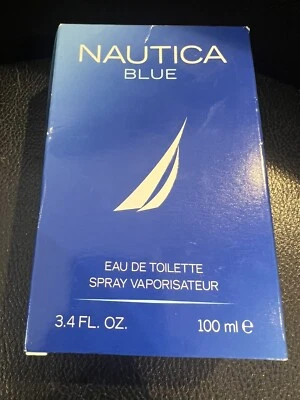 NAUTICA
BLUE
EAU DE TOILETTE
SPRAY VAPORISATEUR
3.4 FL. OZ. 100 ml ℮